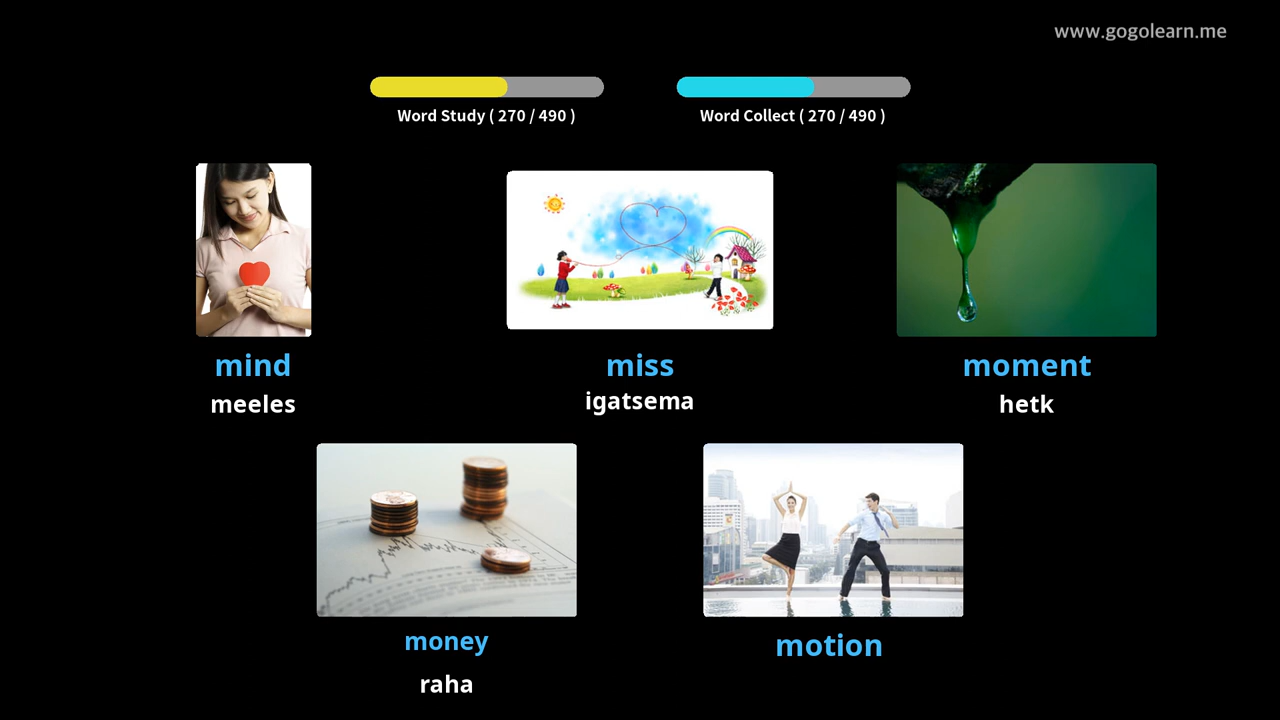 www.gogolearn.me
Word Study ( 270 / 490 )
Word Collect ( 270 / 490 )
mind
meeles
miss
igatsema
moment
hetk
money
raha
motion